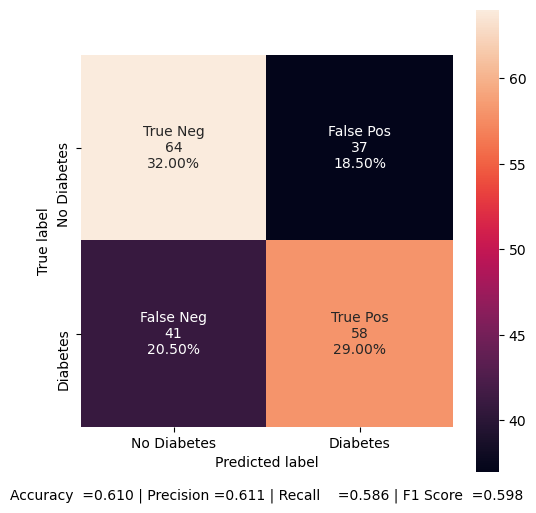 True Neg
64
32.00%
False Pos
37
18.50%
False Neg
41
20.50%
True Pos
58
29.00%
No Diabetes
Diabetes
True label
No Diabetes
Diabetes
Predicted label
60
55
50
45
40
Accuracy  =0.610 | Precision =0.611 | Recall    =0.586 | F1 Score  =0.598